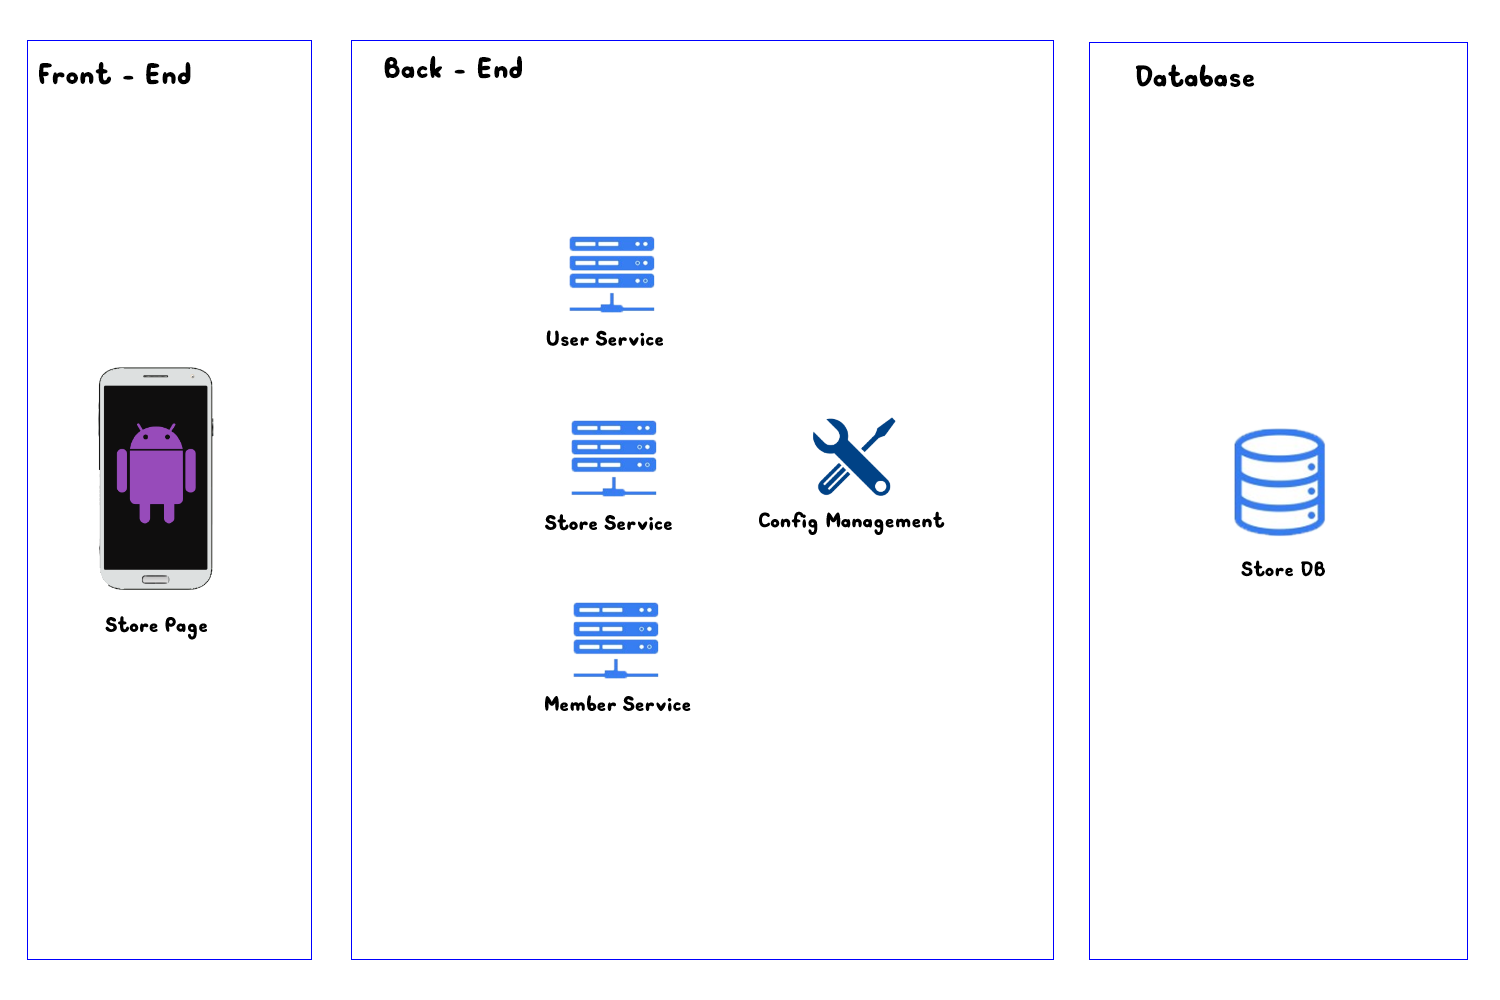 Front - End
Back - End
Database
User Service
Store Service
Config Management
Store DB
Store Page
Member Service